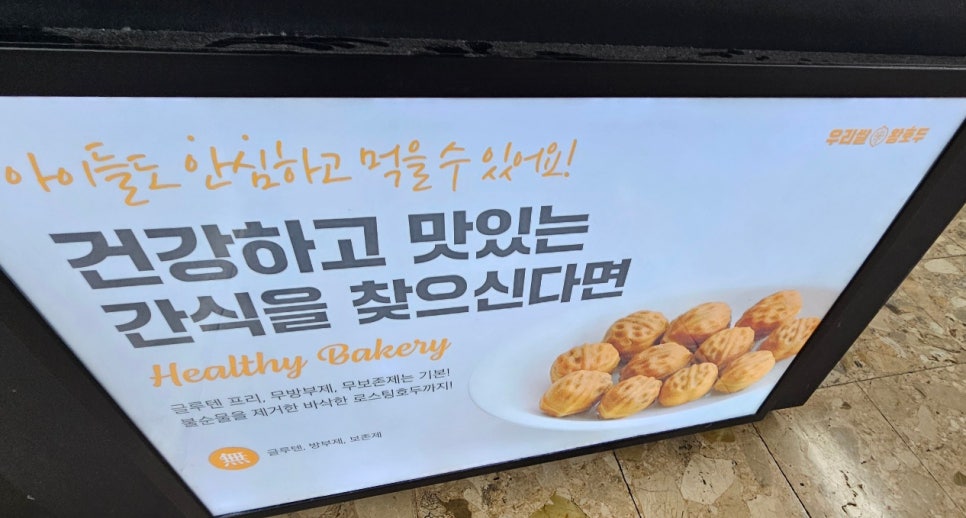 우리쌀 왕호두
아이들도 안심하고 먹을 수 있어요!
건강하고 맛있는
간식을 찾으신다면
Healthy Bakery
글루텐 프리, 무방부제, 무보존제는 기본!
불순물을 제거한 바삭한 로스팅호두까지!
無 글루텐, 방부제, 보존제